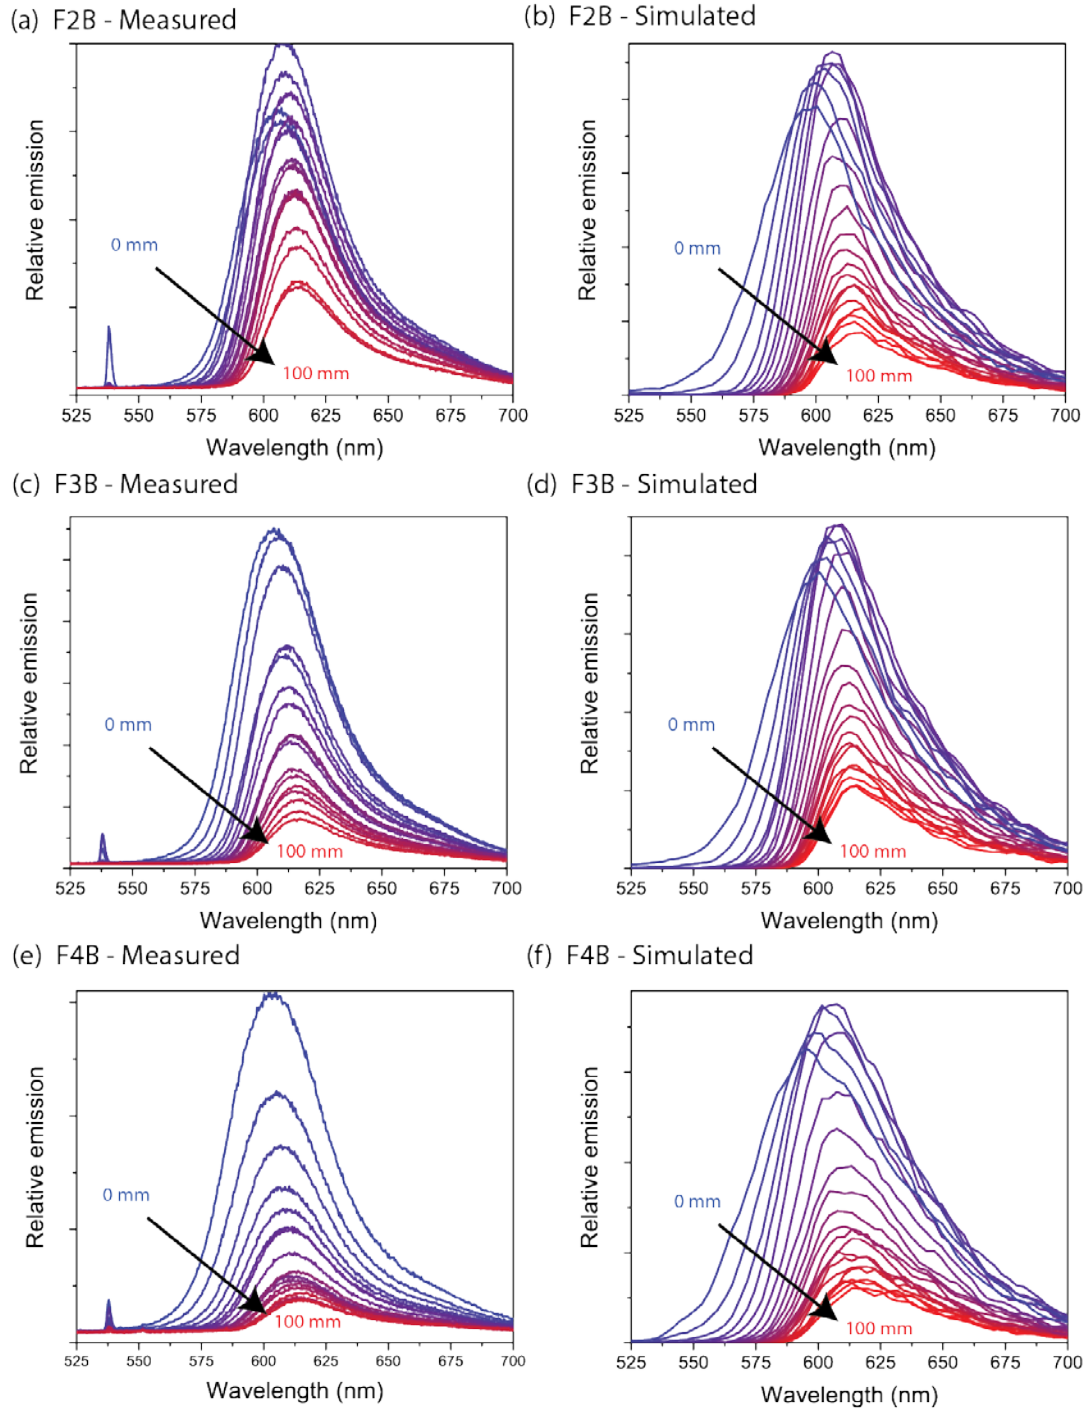 (a) F2B - Measured
(b) F2B - Simulated
Relative emission
0 mm
100 mm
525 550 575 600 625 650 675 700
Wavelength (nm)
Relative emission
0 mm
100 mm
525 550 575 600 625 650 675 700
Wavelength (nm)
(c) F3B - Measured
(d) F3B - Simulated
Relative emission
0 mm
100 mm
525 550 575 600 625 650 675 700
Wavelength (nm)
Relative emission
0 mm
100 mm
525 550 575 600 625 650 675 700
Wavelength (nm)
(e) F4B - Measured
(f) F4B - Simulated
Relative emission
0 mm
100 mm
525 550 575 600 625 650 675 700
Wavelength (nm)
Relative emission
0 mm
100 mm
525 550 575 600 625 650 675 700
Wavelength (nm)